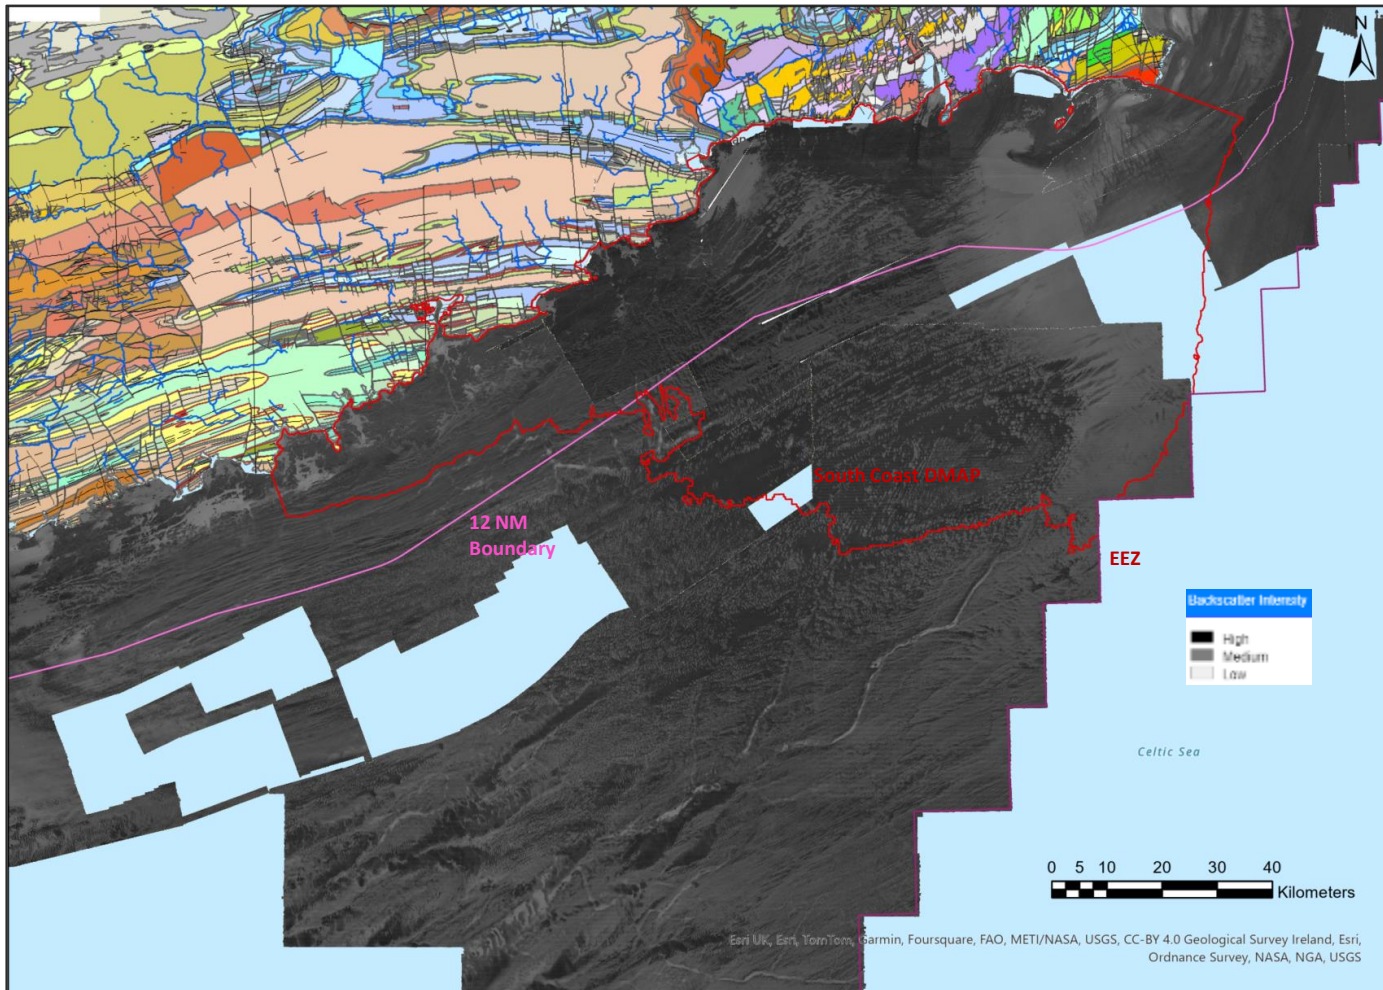 N
South Coast DMAP
12 NM
Boundary
EEZ
Backscatter Intensity
High
Medium
Low
Celtic Sea
0 5 10 20 30 40
Kilometers
Esri UK, Esri, TomTom, Garmin, Foursquare, FAO, METI/NASA, USGS, CC-BY 4.0 Geological Survey Ireland, Esri,
Ordnance Survey, NASA, NGA, USGS